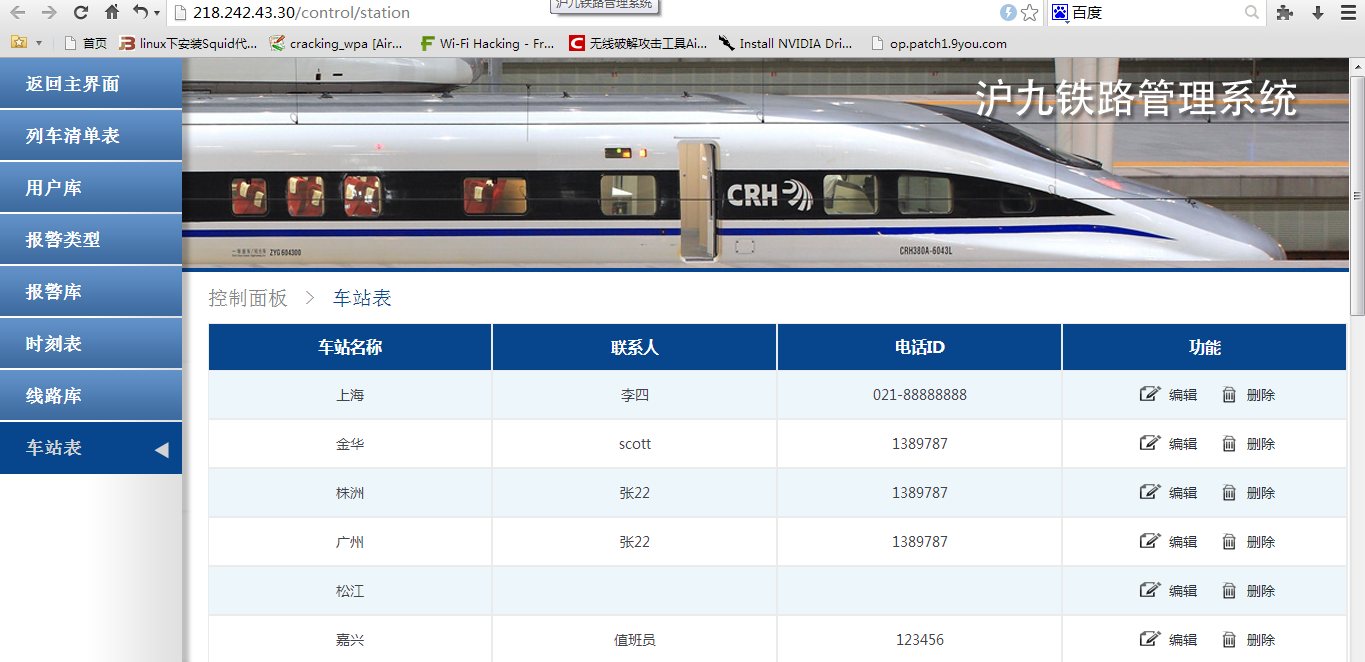 沪九铁路管理系统
218.242.43.30/control/station
百度
首页 linux下安装Squid代... cracking_wpa [Air... Wi-Fi Hacking - Fr... 无线破解攻击工具Ai... Install NVIDIA Dri... op.patch1.9you.com
返回主界面
列车清单表
用户库
报警类型
报警库
时刻表
线路库
车站表
沪九铁路管理系统
CRH
ZYG 604300
CRH380A-6043L
控制面板 > 车站表
车站名称 联系人 电话ID 功能
上海 李四 021-88888888 编辑 删除
金华 scott 1389787 编辑 删除
株洲 张22 1389787 编辑 删除
广州 张22 1389787 编辑 删除
松江 编辑 删除
嘉兴 值班员 123456 编辑 删除